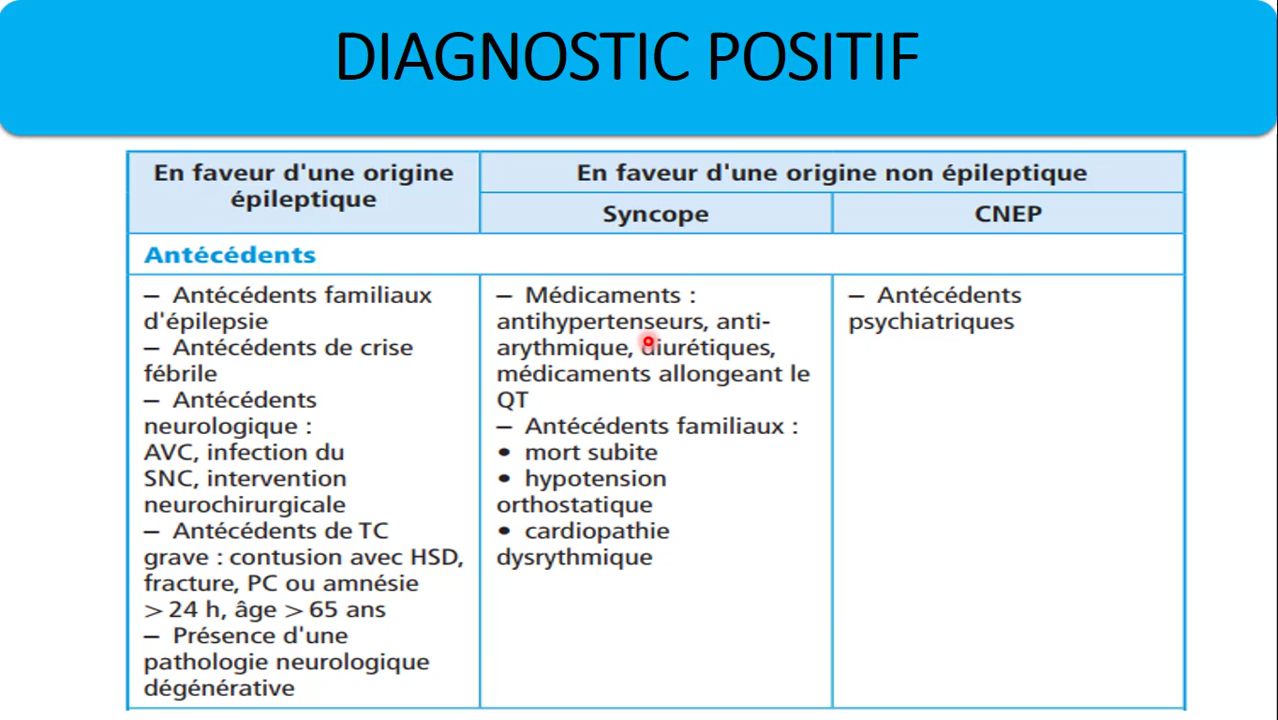 DIAGNOSTIC POSITIF
En faveur d'une origine
épileptique
En faveur d'une origine non épileptique
Syncope
CNEP
Antécédents
– Antécédents familiaux
d'épilepsie
– Antécédents de crise
fébrile
– Antécédents
neurologique :
AVC, infection du
SNC, intervention
neurochirurgicale
– Antécédents de TC
grave : contusion avec HSD,
fracture, PC ou amnésie
> 24 h, âge > 65 ans
– Présence d'une
pathologie neurologique
dégénérative
– Médicaments :
antihypertenseurs, anti-
arythmique, diurétiques,
médicaments allongeant le
QT
– Antécédents familiaux :
• mort subite
• hypotension
orthostatique
• cardiopathie
dysrythmique
– Antécédents
psychiatriques